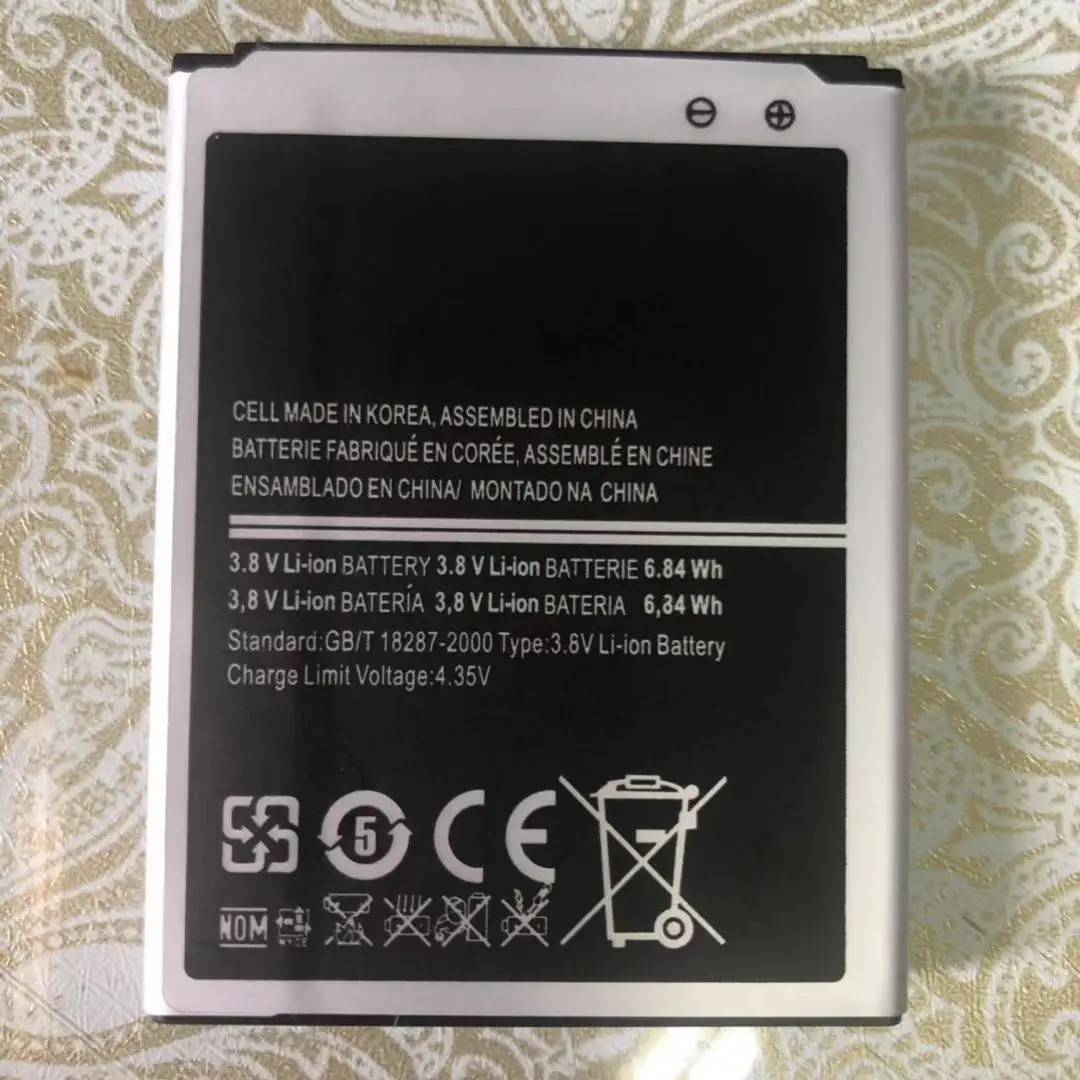 CELL MADE IN KOREA, ASSEMBLED IN CHINA
BATTERIE FABRIQUÉ EN CORÉE, ASSEMBLÉ EN CHINE
ENSAMBLADO EN CHINA/ MONTADO NA CHINA
3.8 V Li-ion BATTERY 3.8 V Li-ion BATTERIE 6.84 Wh
3,8 V Li-ion BATERÍA 3,8 V Li-ion BATERIA 6,84 Wh
Standard:GB/T 18287-2000 Type:3.8V Li-ion Battery
Charge Limit Voltage:4.35V
5 CE
NOM NYCE